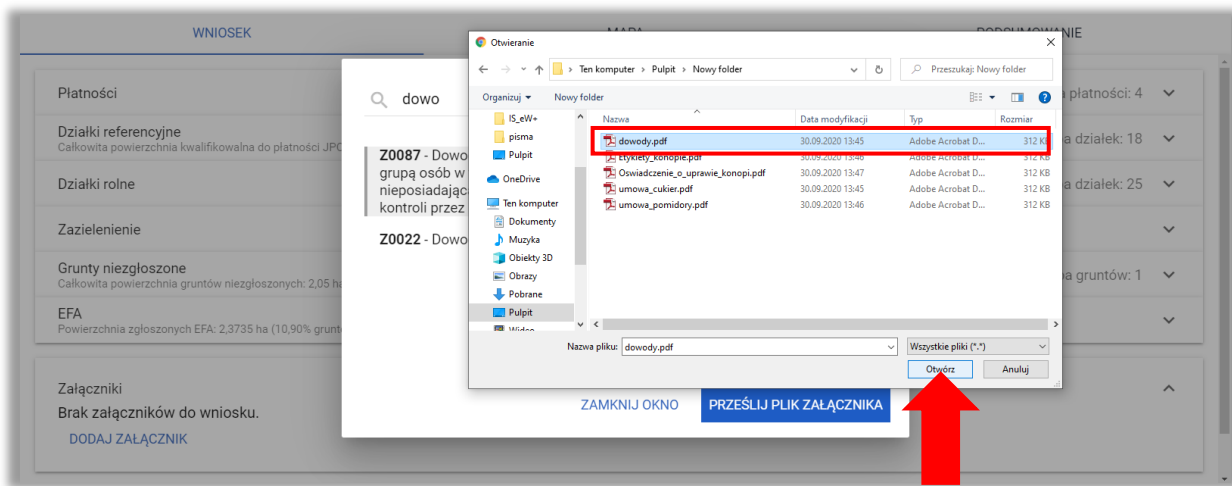 WNIOSEK
Płatności
a płatności: 4
Działki referencyjne
Całkowita powierzchnia kwalifikowalna do płatności JPO
a działek: 18
Działki rolne
a działek: 25
Zazielenienie
Grunty niezgłoszone
Całkowita powierzchnia gruntów niezgłoszonych: 2,05 ha
a gruntów: 1
EFA
Powierzchnia zgłoszonych EFA: 2,3735 ha (10,90% grunt
Załączniki
Brak załączników do wniosku.
DODAJ ZAŁĄCZNIK
dowo
Z0087 - Dowo
grupą osób w
nieposiadając
kontroli przez
Z0022 - Dowo
ZAMKNIJ OKNO
PRZEŚLIJ PLIK ZAŁĄCZNIKA
Otwieranie
Ten komputer > Pulpit > Nowy folder
Przeszukaj: Nowy folder
Organizuj
Nowy folder
IS_eW+
pisma
Pulpit
OneDrive
Ten komputer
Dokumenty
Muzyka
Obiekty 3D
Obrazy
Pobrane
Pulpit
Wideo
Nazwa Data modyfikacji Typ Rozmiar
dowody.pdf 30.09.2020 13:45 Adobe Acrobat D... 312 KB
Etykiety_konopie.pdf 30.09.2020 13:46 Adobe Acrobat D... 312 KB
Oswiadczenie_o_uprawie_konopi.pdf 30.09.2020 13:47 Adobe Acrobat D... 312 KB
umowa_cukier.pdf 30.09.2020 13:45 Adobe Acrobat D... 312 KB
umowa_pomidory.pdf 30.09.2020 13:46 Adobe Acrobat D... 312 KB
Nazwa pliku: dowody.pdf
Wszystkie pliki (*.*)
Otwórz
Anuluj